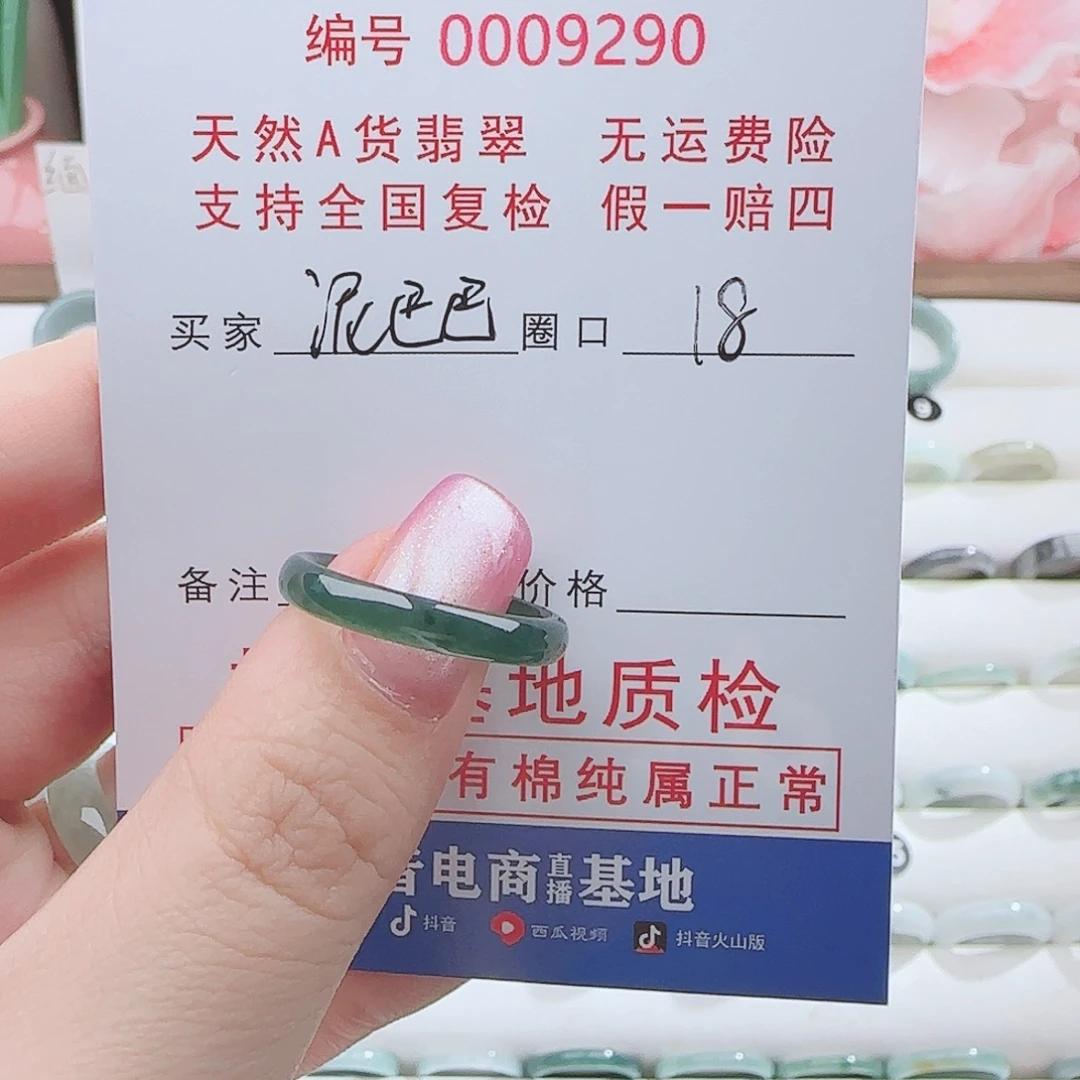 编号 0009290
天然A货翡翠 无运费险
支持全国复检 假一赔四
买家 泥巴巴 圈口 18
备注 价格
地质检
有棉纯属正常
音电商直播基地
抖音 西瓜视频 抖音火山版